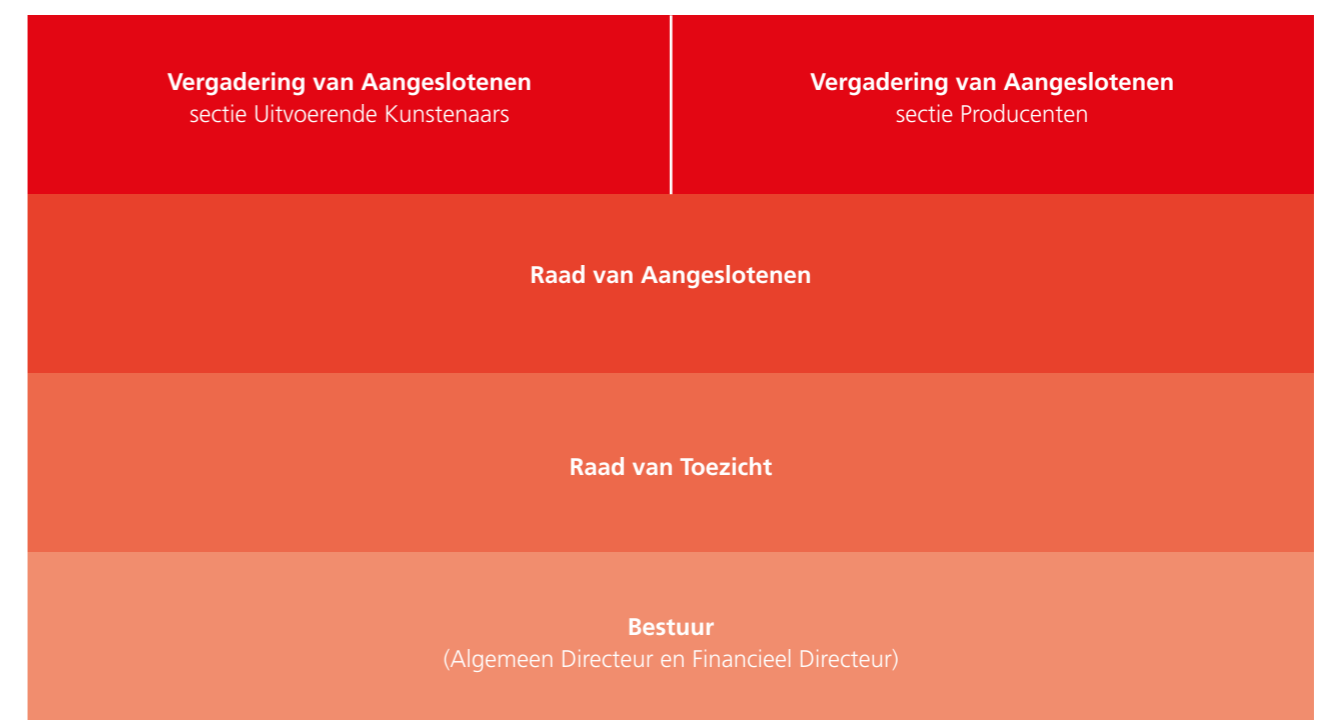 Vergadering van Aangeslotenen
sectie Uitvoerende Kunstenaars
Vergadering van Aangeslotenen
sectie Producenten
Raad van Aangeslotenen
Raad van Toezicht
Bestuur
(Algemeen Directeur en Financieel Directeur)